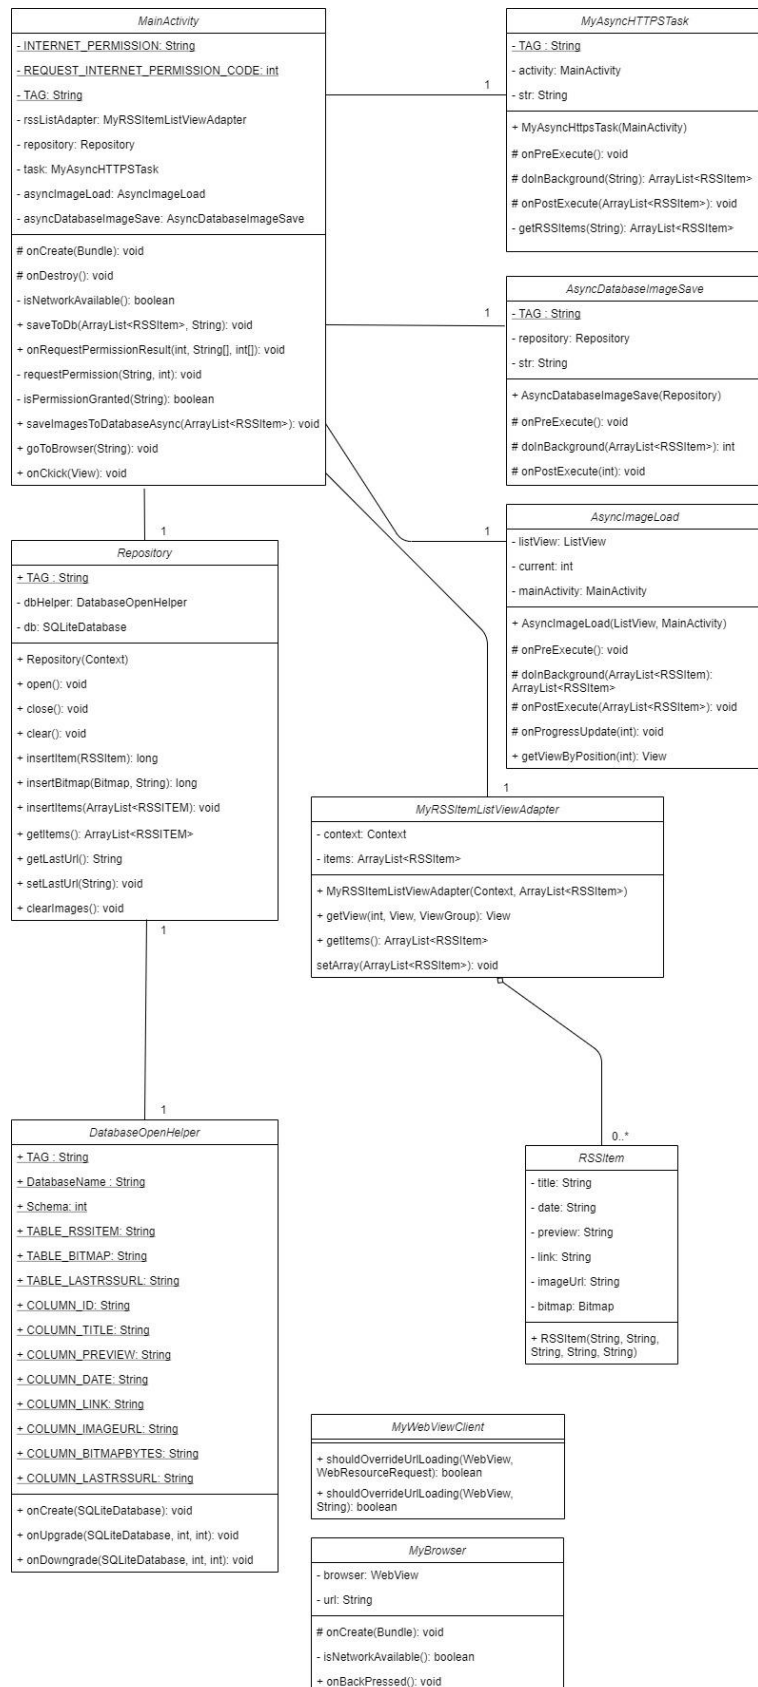 MainActivity
- INTERNET_PERMISSION: String
- REQUEST_INTERNET_PERMISSION_CODE: int
- TAG: String
- rssListAdapter: MyRSSItemListViewAdapter
- repository: Repository
- task: MyAsyncHTTPSTask
- asyncImageLoad: AsyncImageLoad
- asyncDatabaseImageSave: AsyncDatabaseImageSave
# onCreate(Bundle): void
# onDestroy(): void
- isNetworkAvailable(): boolean
+ saveToDb(ArrayList<RSSItem>, String): void
+ onRequestPermissionResult(int, String[], int[]): void
- requestPermission(String, int): void
- isPermissionGranted(String): boolean
+ saveImagesToDatabaseAsync(ArrayList<RSSItem>): void
+ goToBrowser(String): void
+ onCkick(View): void
1
MyAsyncHTTPSTask
- TAG : String
- activity: MainActivity
- str: String
+ MyAsyncHttpsTask(MainActivity)
# onPreExecute(): void
# doInBackground(String): ArrayList<RSSItem>
# onPostExecute(ArrayList<RSSItem>): void
- getRSSItems(String): ArrayList<RSSItem>
1
AsyncDatabaseImageSave
- TAG : String
- repository: Repository
- str: String
+ AsyncDatabaseImageSave(Repository)
# onPreExecute(): void
# doInBackground(ArrayList<RSSItem>): int
# onPostExecute(int): void
1
AsyncImageLoad
- listView: ListView
- current: int
- mainActivity: MainActivity
+ AsyncImageLoad(ListView, MainActivity)
# onPreExecute(): void
# doInBackground(ArrayList<RSSItem):
ArrayList<RSSItem>
# onPostExecute(ArrayList<RSSItem>): void
# onProgressUpdate(int): void
+ getViewByPosition(int): View
1
Repository
+ TAG : String
- dbHelper: DatabaseOpenHelper
- db: SQLiteDatabase
+ Repository(Context)
+ open(): void
+ close(): void
+ clear(): void
+ insertItem(RSSItem): long
+ insertBitmap(Bitmap, String): long
+ insertItems(ArrayList<RSSITEM): void
+ getItems(): ArrayList<RSSITEM>
+ getLastUrl(): String
+ setLastUrl(String): void
+ clearImages(): void
1
1
MyRSSItemListViewAdapter
- context: Context
- items: ArrayList<RSSItem>
+ MyRSSItemListViewAdapter(Context, ArrayList<RSSItem>)
+ getView(int, View, ViewGroup): View
+ getItems(): ArrayList<RSSItem>
setArray(ArrayList<RSSItem>): void
1
DatabaseOpenHelper
+ TAG : String
+ DatabaseName : String
+ Schema: int
+ TABLE_RSSITEM: String
+ TABLE_BITMAP: String
+ TABLE_LASTRSSURL: String
+ COLUMN_ID: String
+ COLUMN_TITLE: String
+ COLUMN_PREVIEW: String
+ COLUMN_DATE: String
+ COLUMN_LINK: String
+ COLUMN_IMAGEURL: String
+ COLUMN_BITMAPBYTES: String
+ COLUMN_LASTRSSURL: String
+ onCreate(SQLiteDatabase): void
+ onUpgrade(SQLiteDatabase, int, int): void
+ onDowngrade(SQLiteDatabase, int, int): void
0..*
RSSItem
- title: String
- date: String
- preview: String
- link: String
- imageUrl: String
- bitmap: Bitmap
+ RSSItem(String, String,
String, String, String)
MyWebViewClient
+ shouldOverrideUrlLoading(WebView,
WebResourceRequest): boolean
+ shouldOverrideUrlLoading(WebView,
String): boolean
MyBrowser
- browser: WebView
- url: String
# onCreate(Bundle): void
- isNetworkAvailable(): boolean
+ onBackPressed(): void